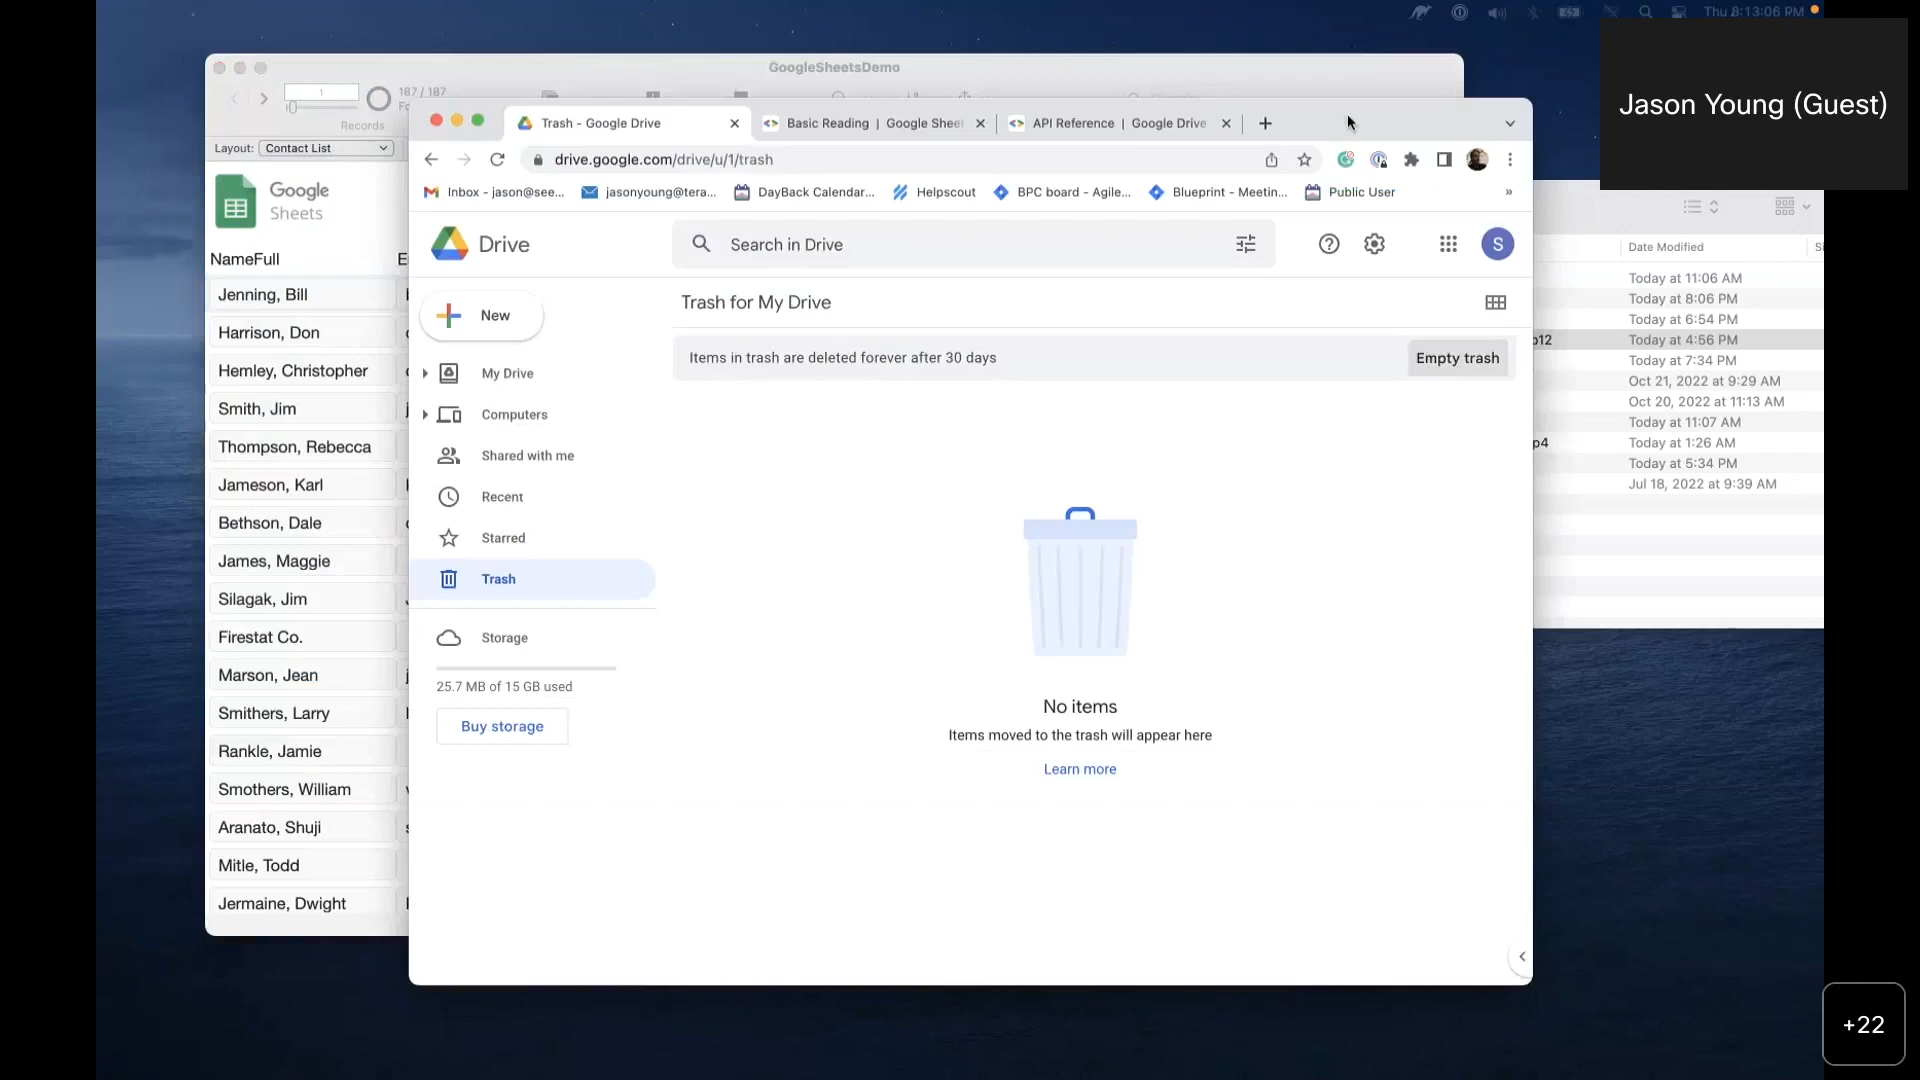 Thu 8:13:06 PM
Jason Young (Guest)
GoogleSheetsDemo
1
187 / 187
Records
Layout: Contact List
Google
Sheets
NameFull
Jenning, Bill
Harrison, Don
Hemley, Christopher
Smith, Jim
Thompson, Rebecca
Jameson, Karl
Bethson, Dale
James, Maggie
Silagak, Jim
Firestat Co.
Marson, Jean
Smithers, Larry
Rankle, Jamie
Smothers, William
Aranato, Shuji
Mitle, Todd
Jermaine, Dwight
Trash - Google Drive
Basic Reading | Google Sheet
API Reference | Google Drive
drive.google.com/drive/u/1/trash
Inbox - jason@see...
jasonyoung@tera...
DayBack Calendar...
Helpscout
BPC board - Agile...
Blueprint - Meetin...
Public User
»
Drive
Search in Drive
S
New
My Drive
Computers
Shared with me
Recent
Starred
Trash
Storage
25.7 MB of 15 GB used
Buy storage
Trash for My Drive
Items in trash are deleted forever after 30 days
Empty trash
No items
Items moved to the trash will appear here
Learn more
Date Modified
Today at 11:06 AM
Today at 8:06 PM
Today at 6:54 PM
Today at 4:56 PM
Today at 7:34 PM
Oct 21, 2022 at 9:29 AM
Oct 20, 2022 at 11:13 AM
Today at 11:07 AM
Today at 1:26 AM
Today at 5:34 PM
Jul 18, 2022 at 9:39 AM
+22